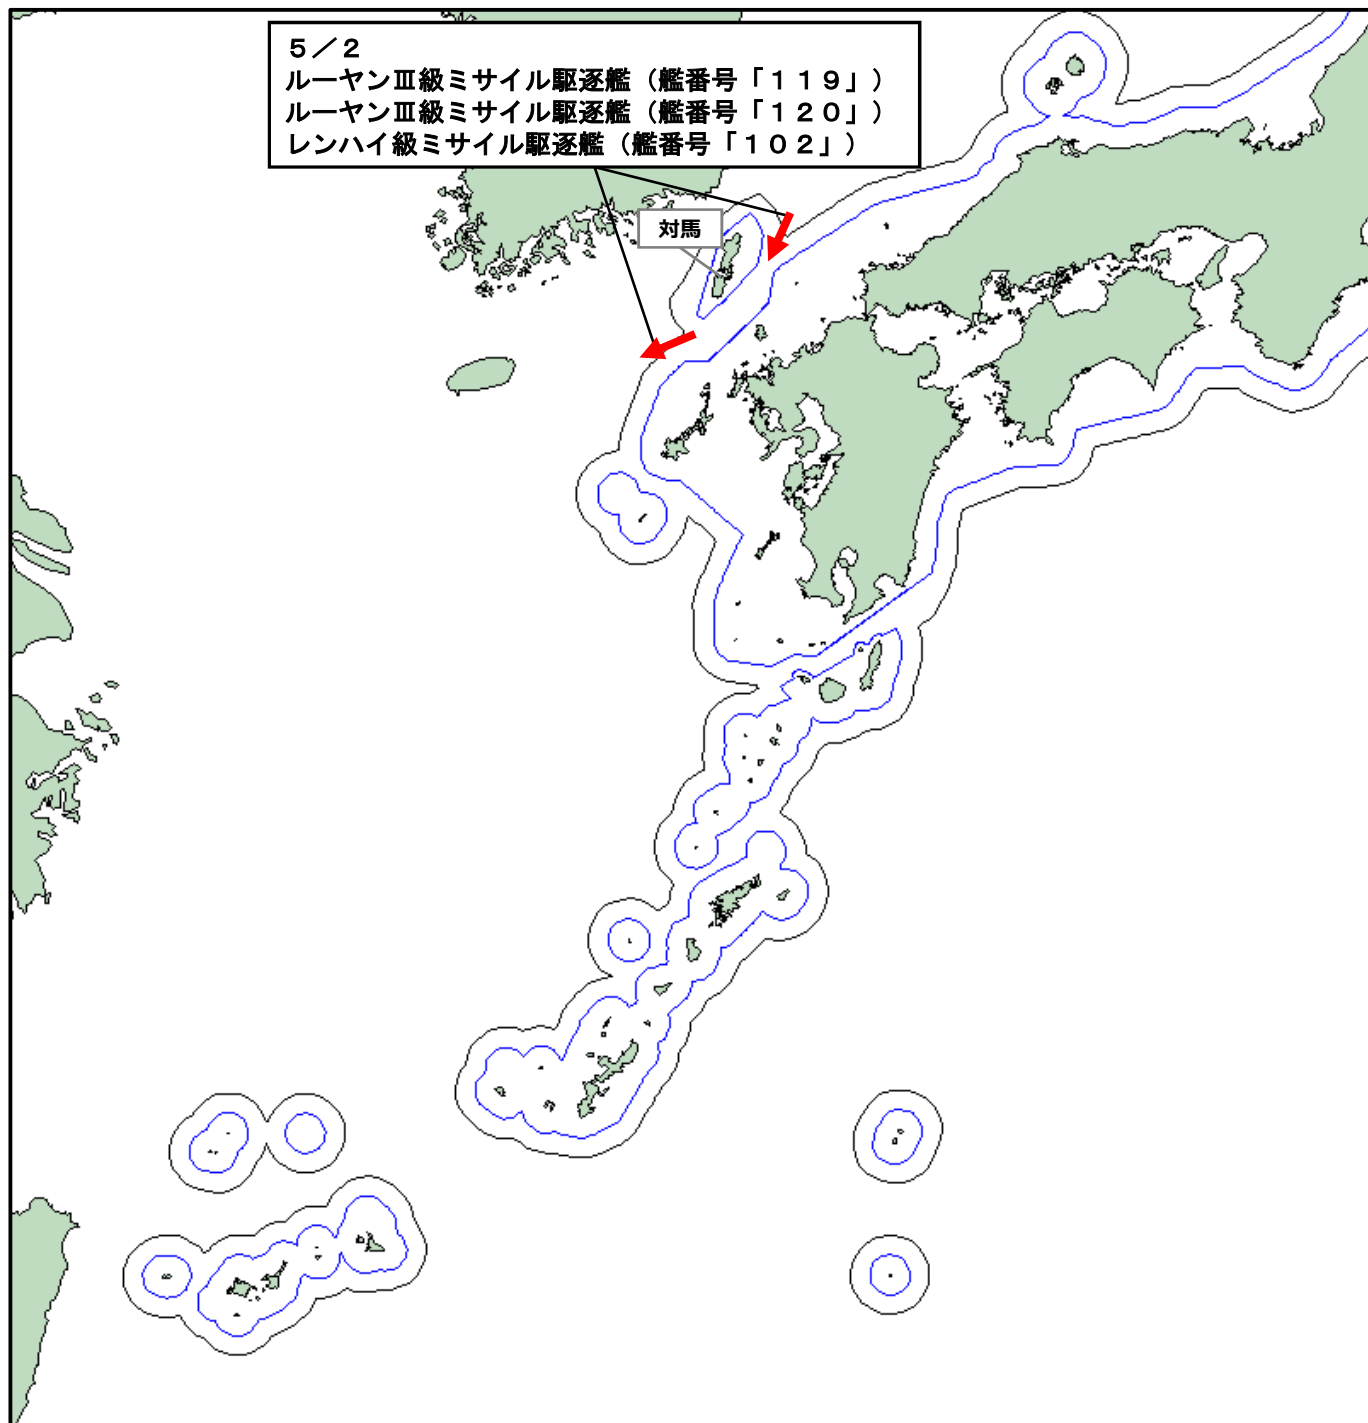 ５／２
ルーヤンⅢ級ミサイル駆逐艦（艦番号「１１９」）
ルーヤンⅢ級ミサイル駆逐艦（艦番号「１２０」）
レンハイ級ミサイル駆逐艦（艦番号「１０２」）
対馬